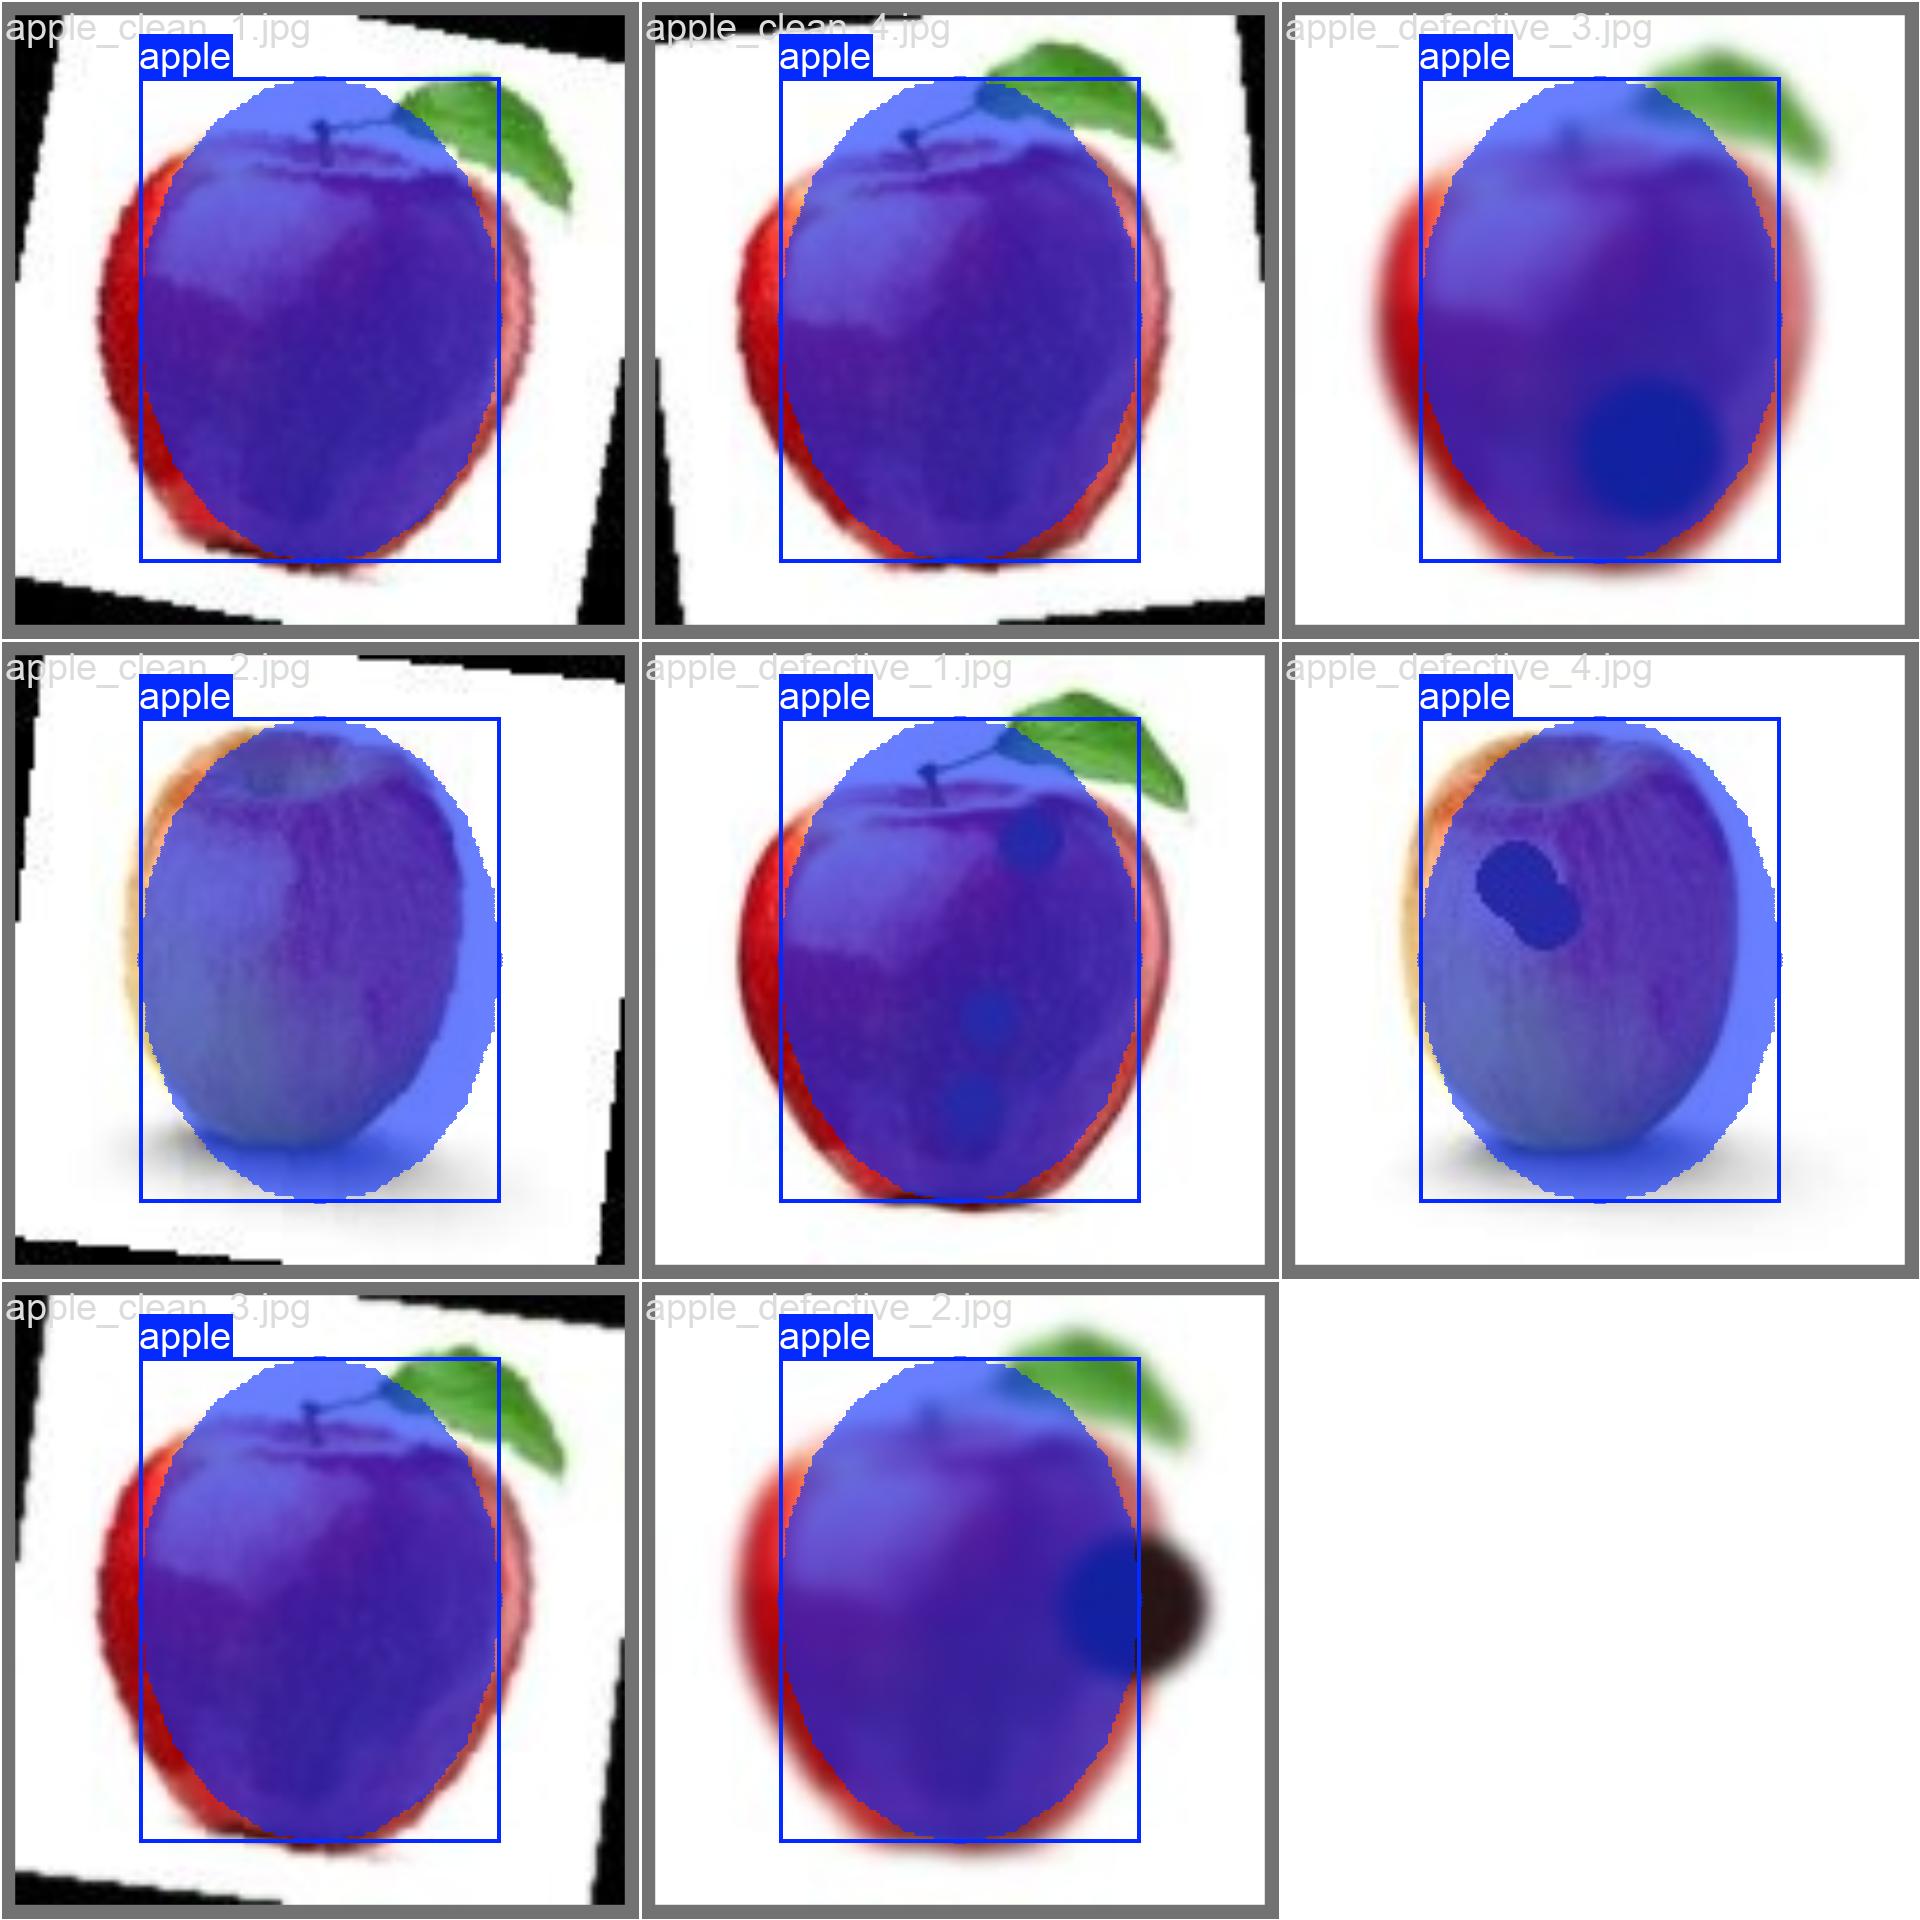 apple_clean_1.jpg
apple
apple_clean_4.jpg
apple
apple_defective_3.jpg
apple
apple_clean_2.jpg
apple
apple_defective_1.jpg
apple
apple_defective_4.jpg
apple
apple_clean_3.jpg
apple
apple_defective_2.jpg
apple